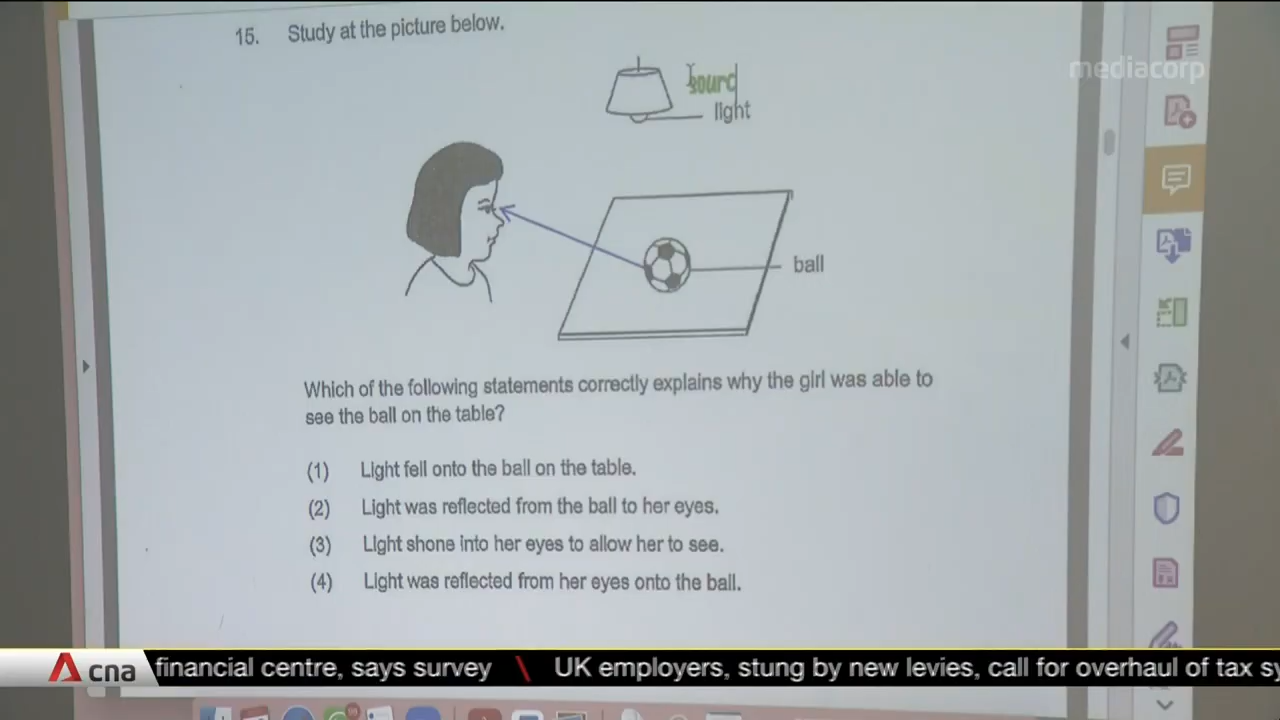 15. Study at the picture below.
mediacorp
sourc
light
ball
Which of the following statements correctly explains why the girl was able to
see the ball on the table?
(1) Light fell onto the ball on the table.
(2) Light was reflected from the ball to her eyes.
(3) Light shone into her eyes to allow her to see.
(4) Light was reflected from her eyes onto the ball.
cna financial centre, says survey \ UK employers, stung by new levies, call for overhaul of tax sy